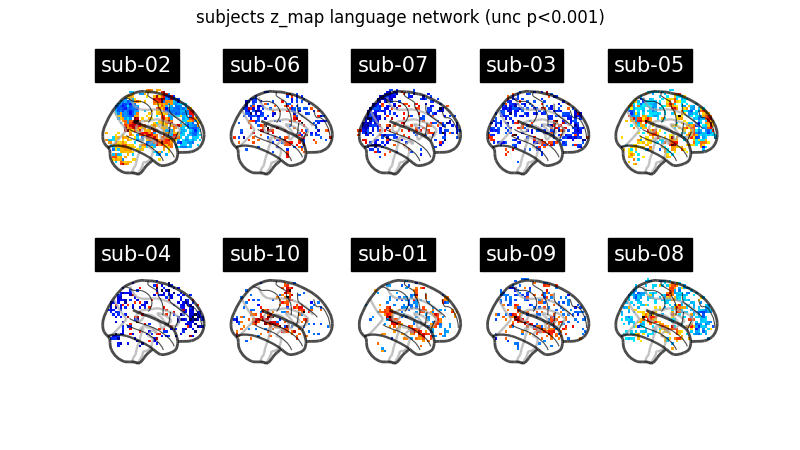 subjects z_map language network (unc p<0.001)
sub-02
sub-06
sub-07
sub-03
sub-05
sub-04
sub-10
sub-01
sub-09
sub-08